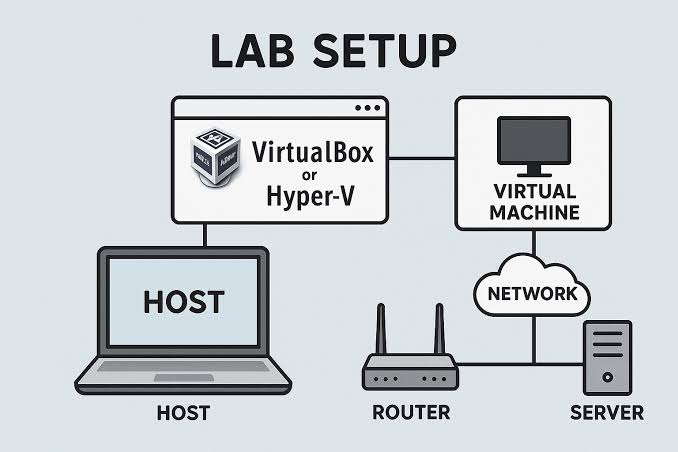 LAB SETUP
VirtualBox
or
Hyper-V
VIRTUAL
MACHINE
HOST
NETWORK
HOST
ROUTER
SERVER